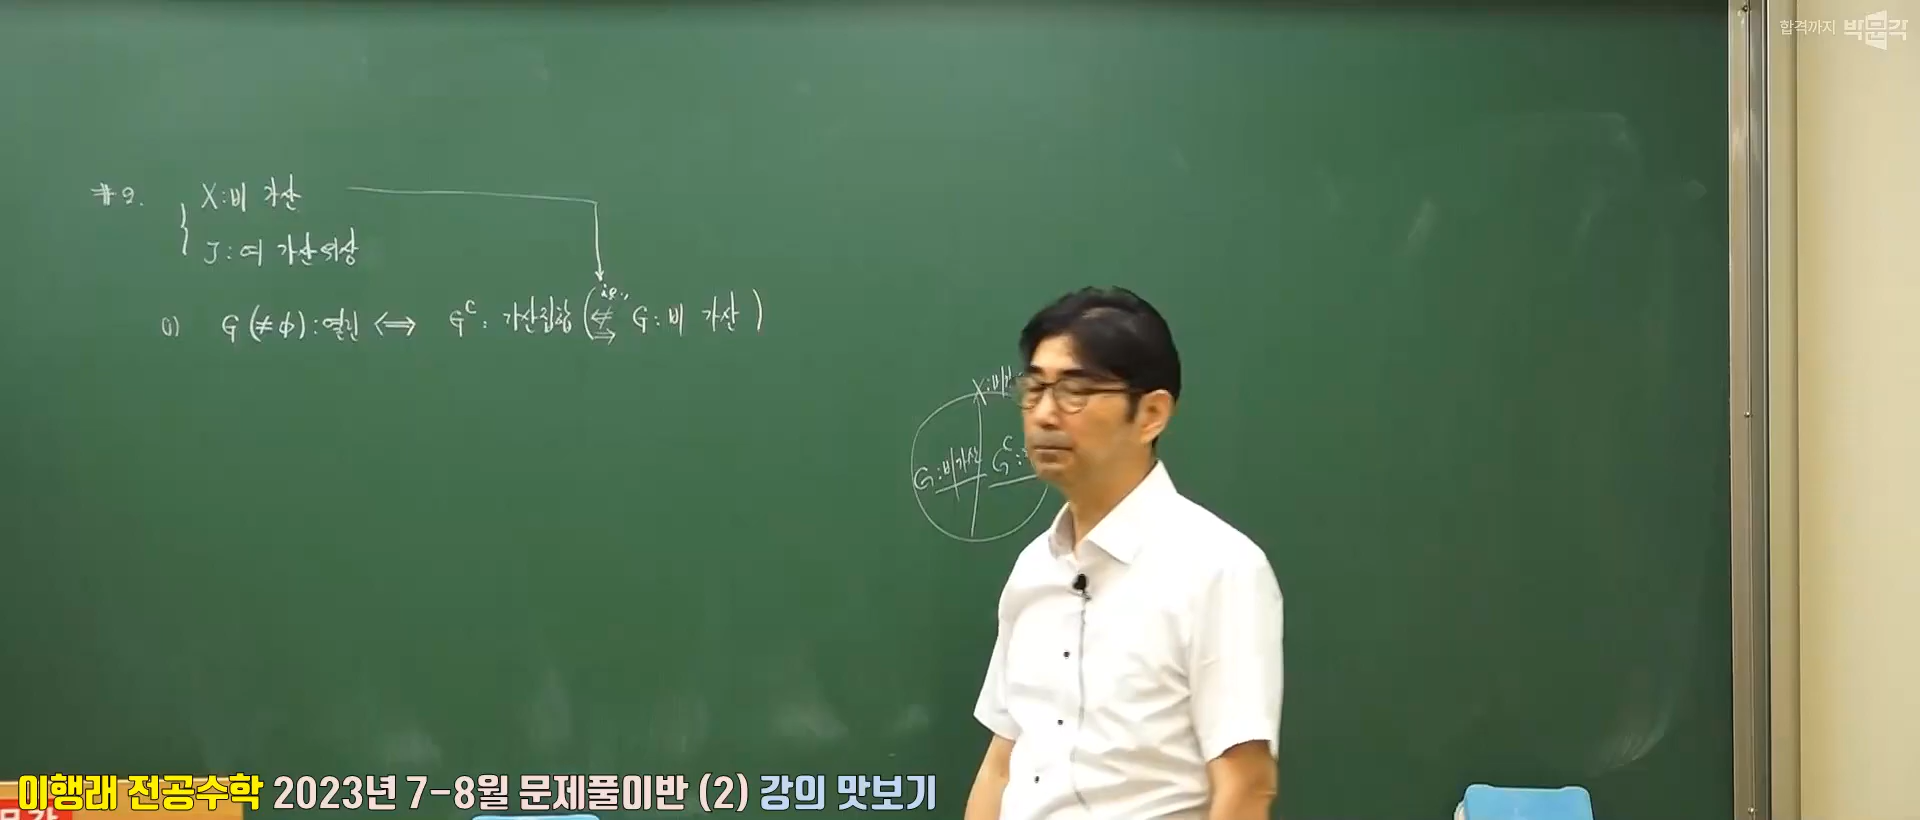 합격까지 박문각
#2. X : 비 가산
J : 여 가산위상
(1) G (≠ φ) : 열린 ⟺ G^c : 가산집합 ( i.e., ⇍ ⇒ G : 비 가산 )
X : 비가
G : 비가산 G^c :
이행래 전공수학 2023년 7-8월 문제풀이반 (2) 강의 맛보기